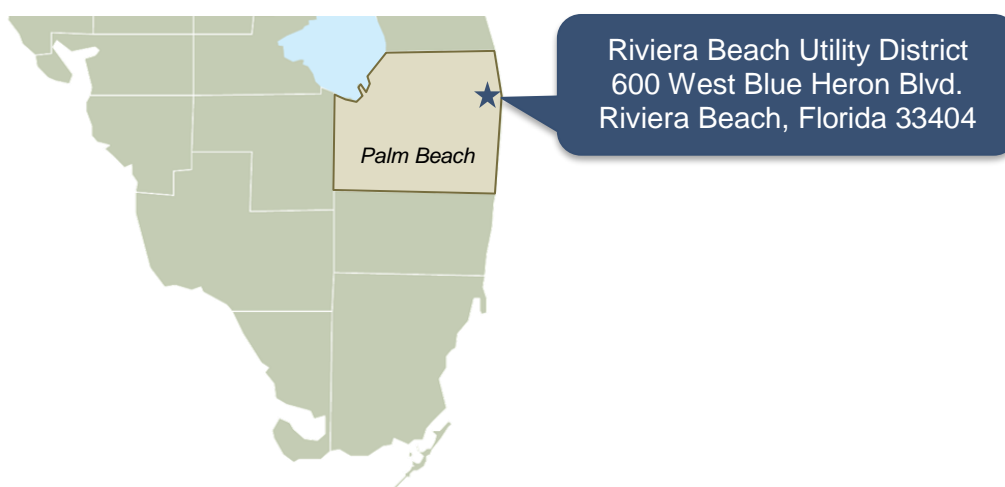 Riviera Beach Utility District
600 West Blue Heron Blvd.
Riviera Beach, Florida 33404
Palm Beach